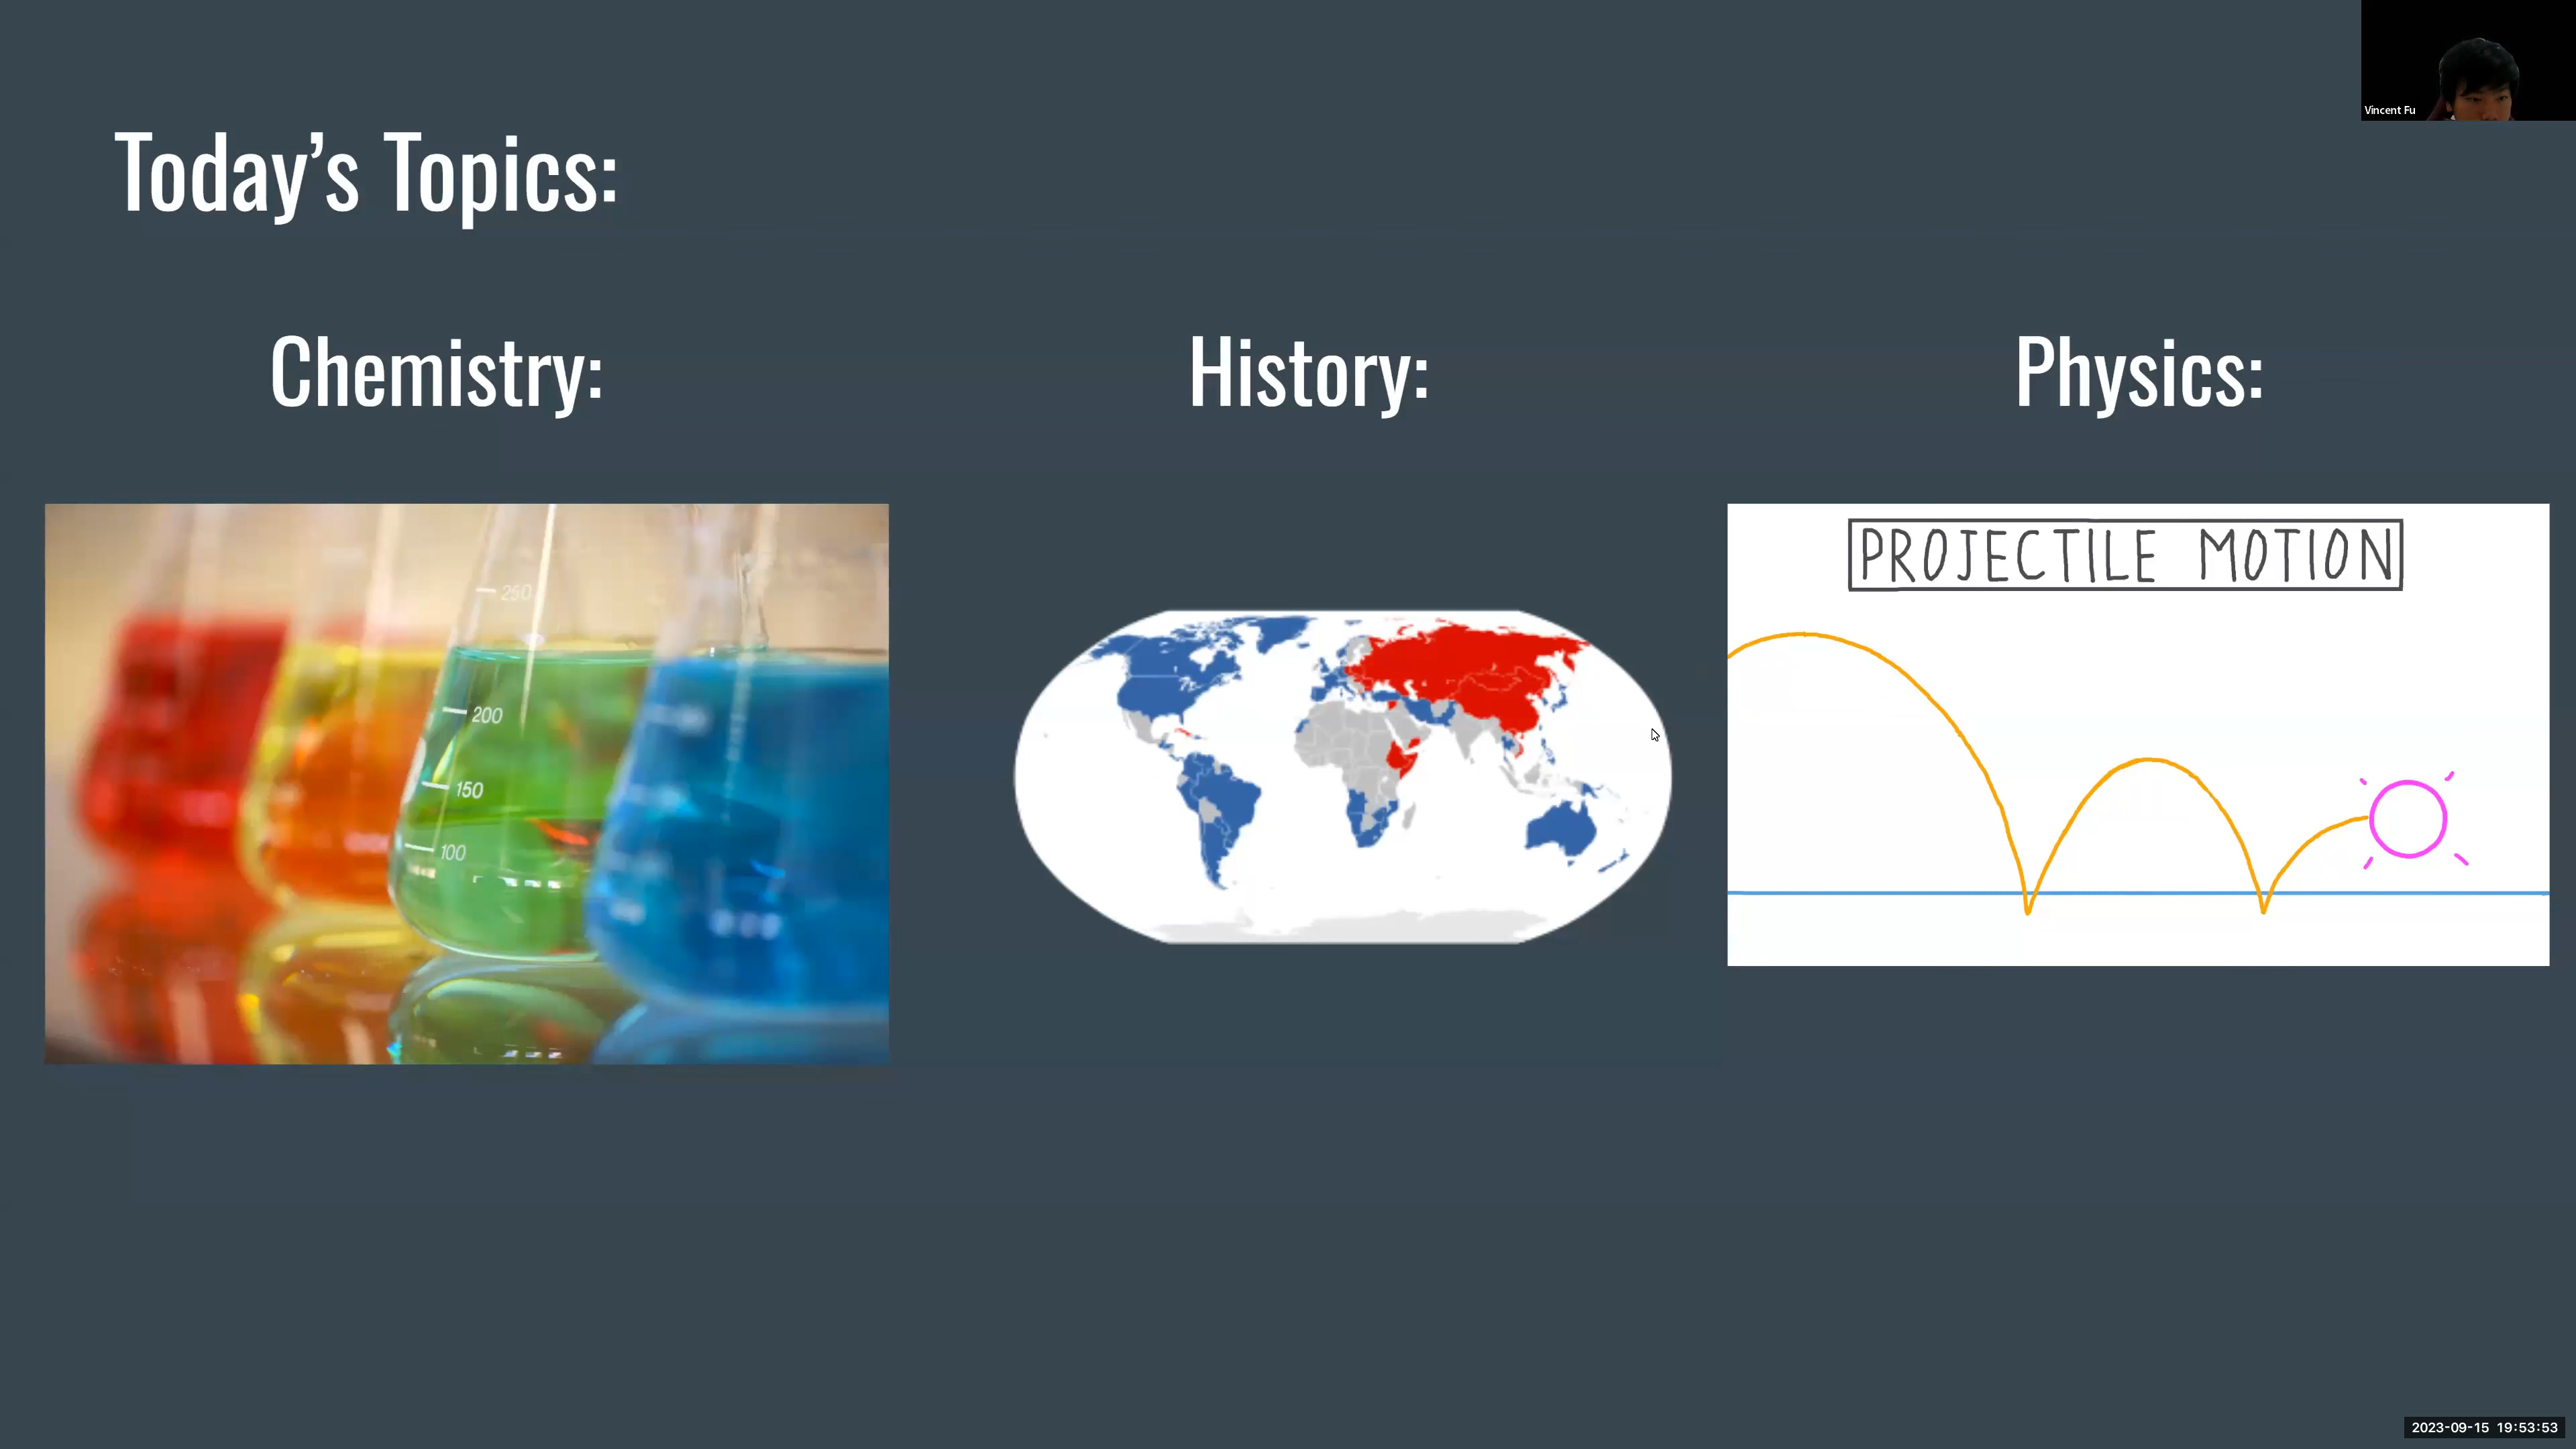 Vincent Fu
Today’s Topics:
Chemistry:
History:
Physics:
250
200
150
100
PROJECTILE MOTION
2023-09-15 19:53:53